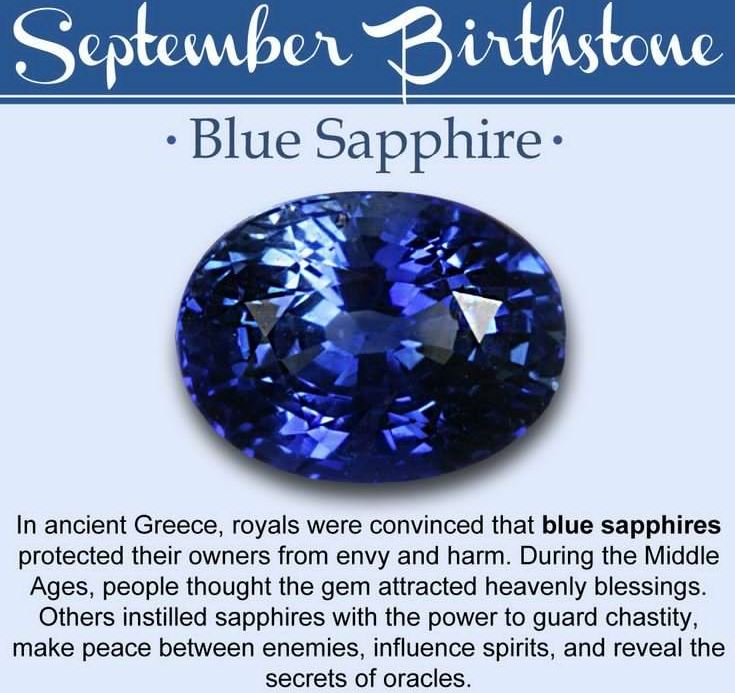 September Birthstone
· Blue Sapphire ·
In ancient Greece, royals were convinced that blue sapphires
protected their owners from envy and harm. During the Middle
Ages, people thought the gem attracted heavenly blessings.
Others instilled sapphires with the power to guard chastity,
make peace between enemies, influence spirits, and reveal the
secrets of oracles.